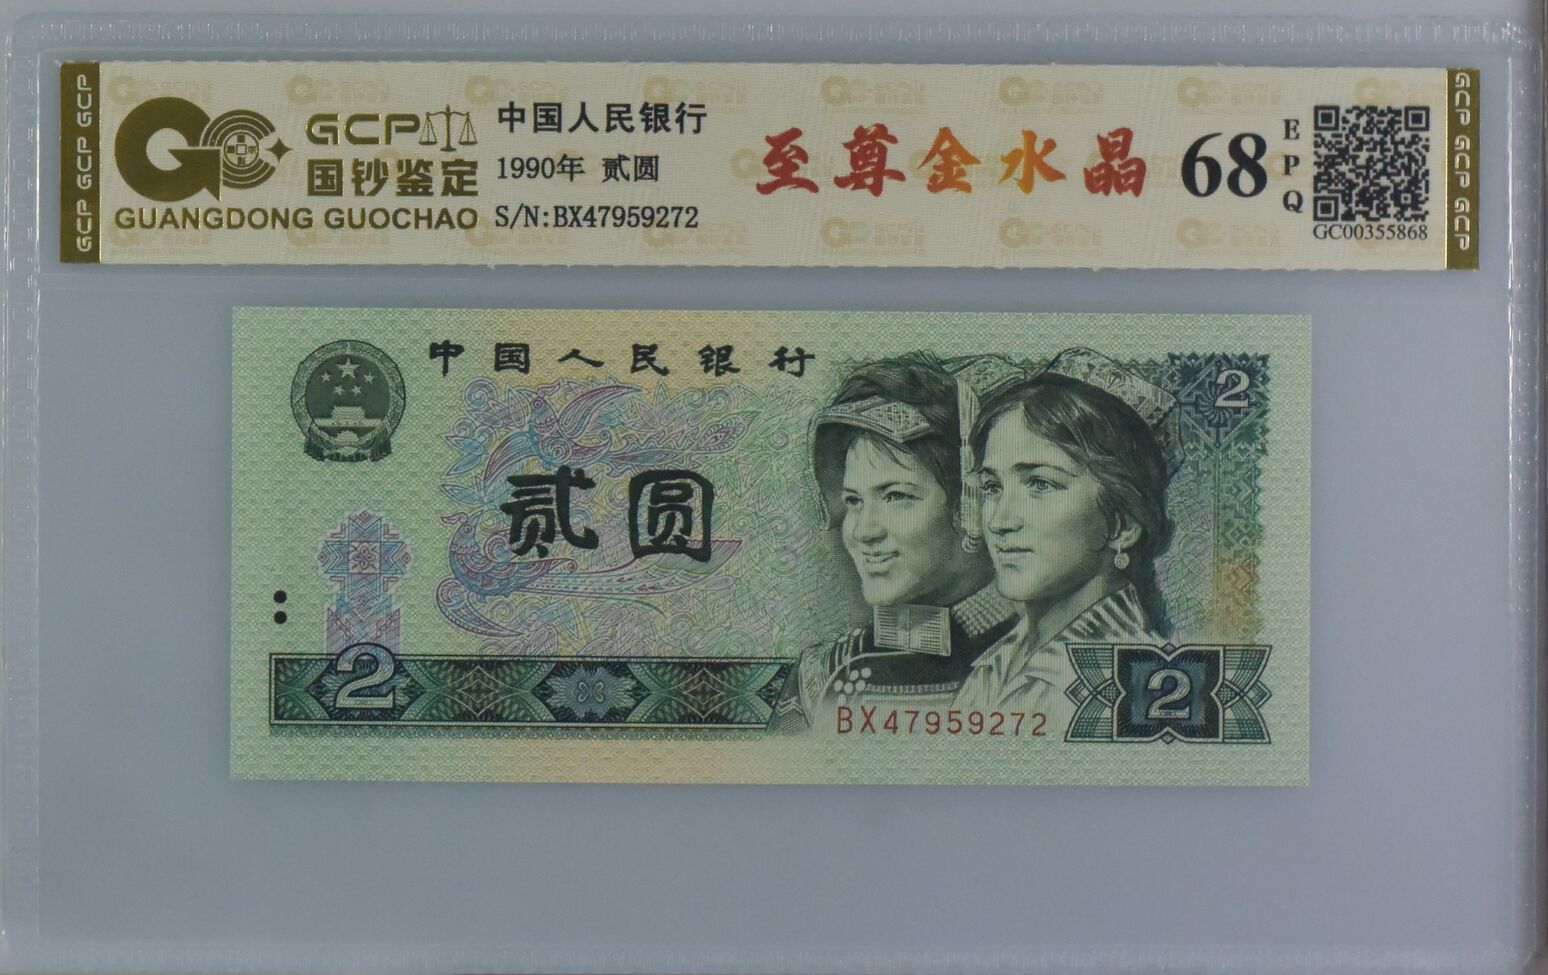 GCP GCP GCP
GCP
国钞鉴定
GUANGDONG GUOCHAO
中国人民银行
1990年 贰圆
S/N:BX47959272
至尊金水晶
68
EPQ
GC00355868
GCP GCP GCP
中国人民银行
2
贰圆
2
2
BX47959272